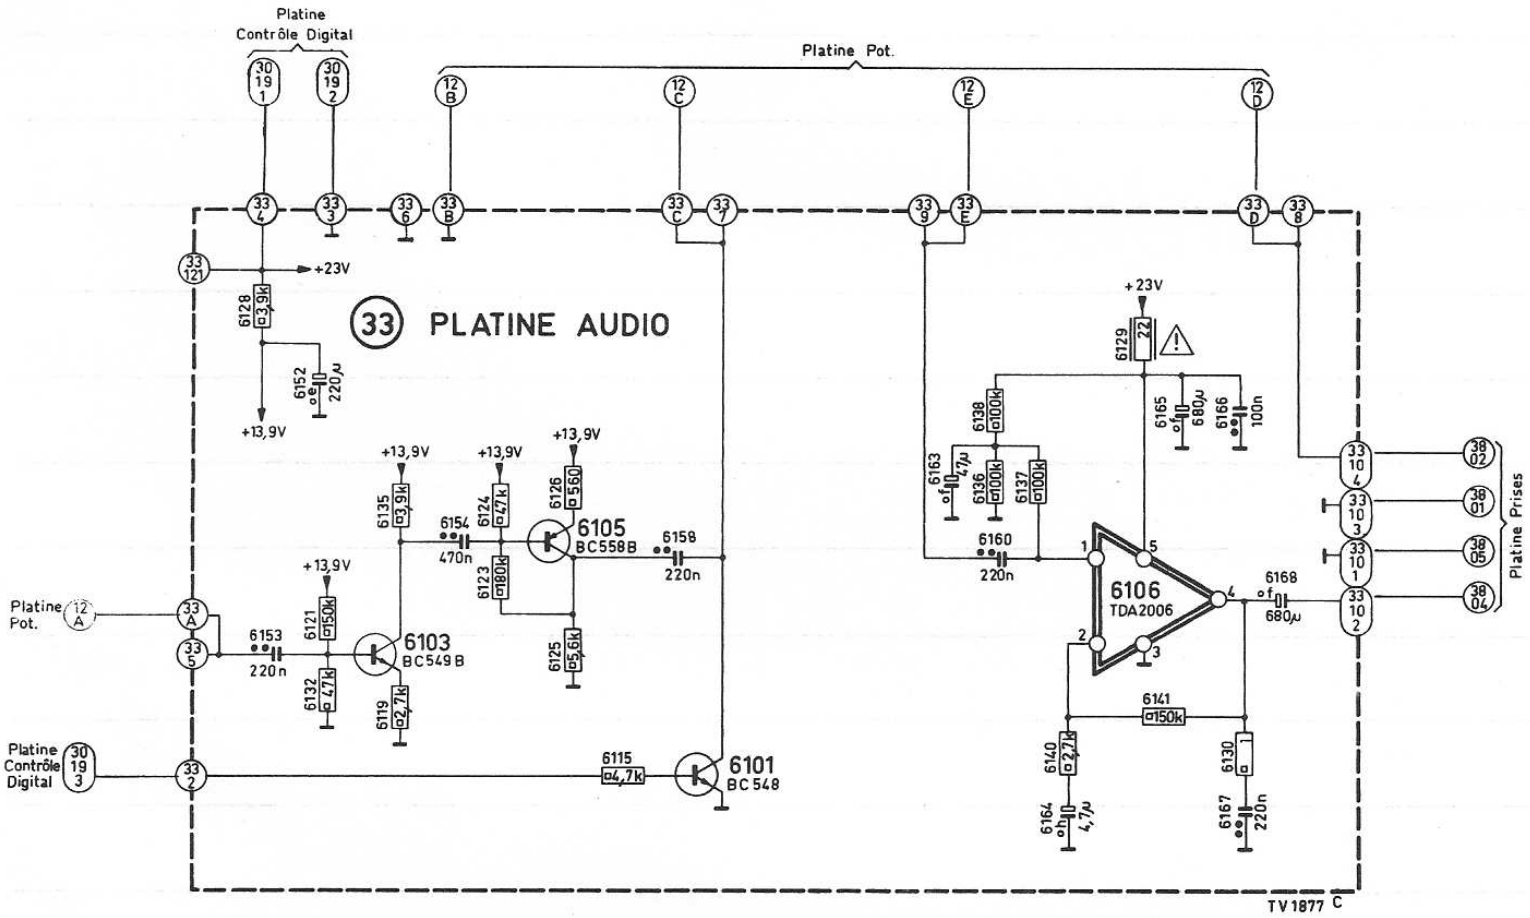 Platine
Contrôle Digital
30
19
1
30
19
2
Platine Pot.
12
B
12
C
12
E
12
D
33
4
33
3
33
6
33
B
33
C
33
7
33
9
33
E
33
D
33
8
33
121
+23V
6128
3,9k
6152
220µ
e
+13,9V
33 PLATINE AUDIO
+23V
6129
22
!
6138
100k
6165
f
680µ
6166
100n
6163
f
47µ
6136
100k
6137
100k
+13,9V
6135
3,9k
+13,9V
6124
47k
+13,9V
6126
560
6154
470n
6123
180k
6105
BC558B
6158
220n
6125
5,6k
+13,9V
6121
150k
Platine
Pot.
12
A
33
A
33
5
6153
220n
6132
47k
6103
BC549B
6119
2,7k
Platine
Contrôle
Digital
30
19
3
33
2
6115
4,7k
6101
BC548
6160
220n
1
5
6106
TDA2006
4
2
3
6168
f
680µ
6141
150k
6140
2,7k
6130
1
6164
h
4,7µ
6167
220n
33
10
4
33
10
3
33
10
1
33
10
2
38
02
38
01
38
05
38
04
Platine Prises
TV1877 C